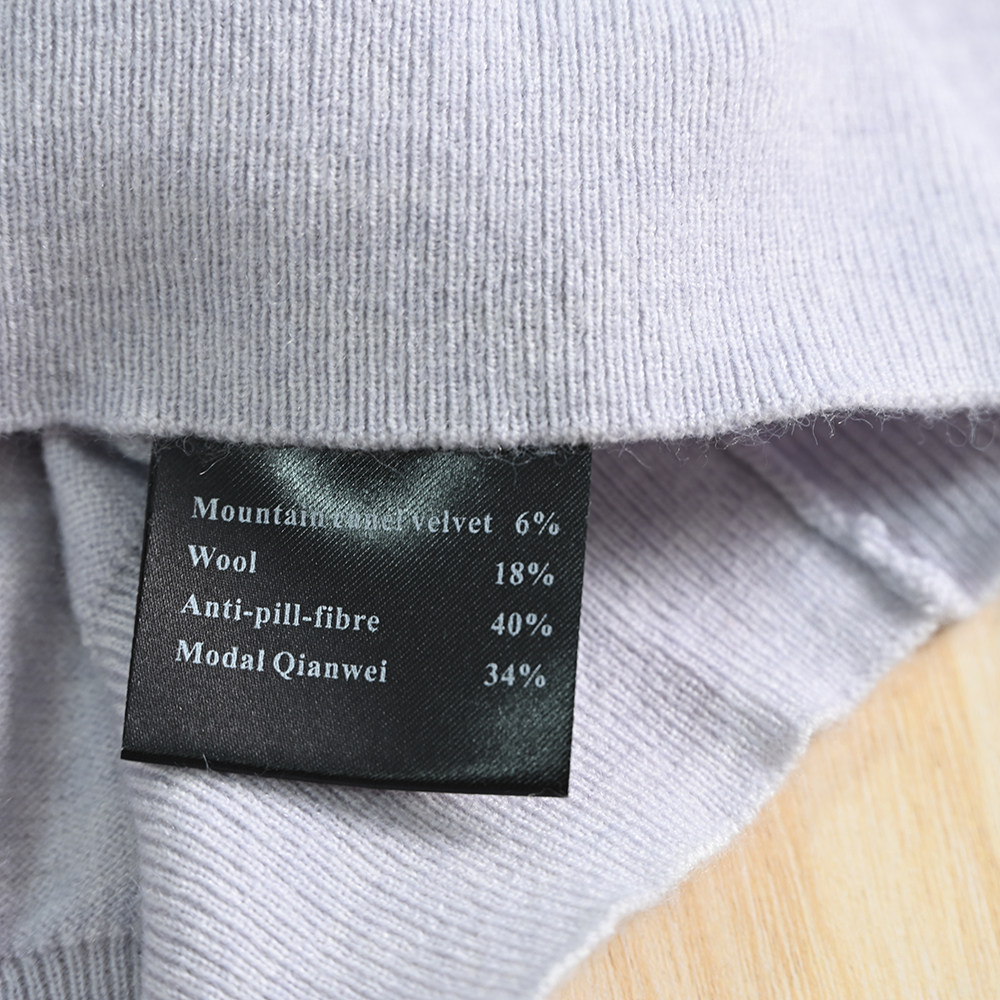 Mountain velvet 6%
Wool 18%
Anti-pill-fibre 40%
Modal Qianwei 34%